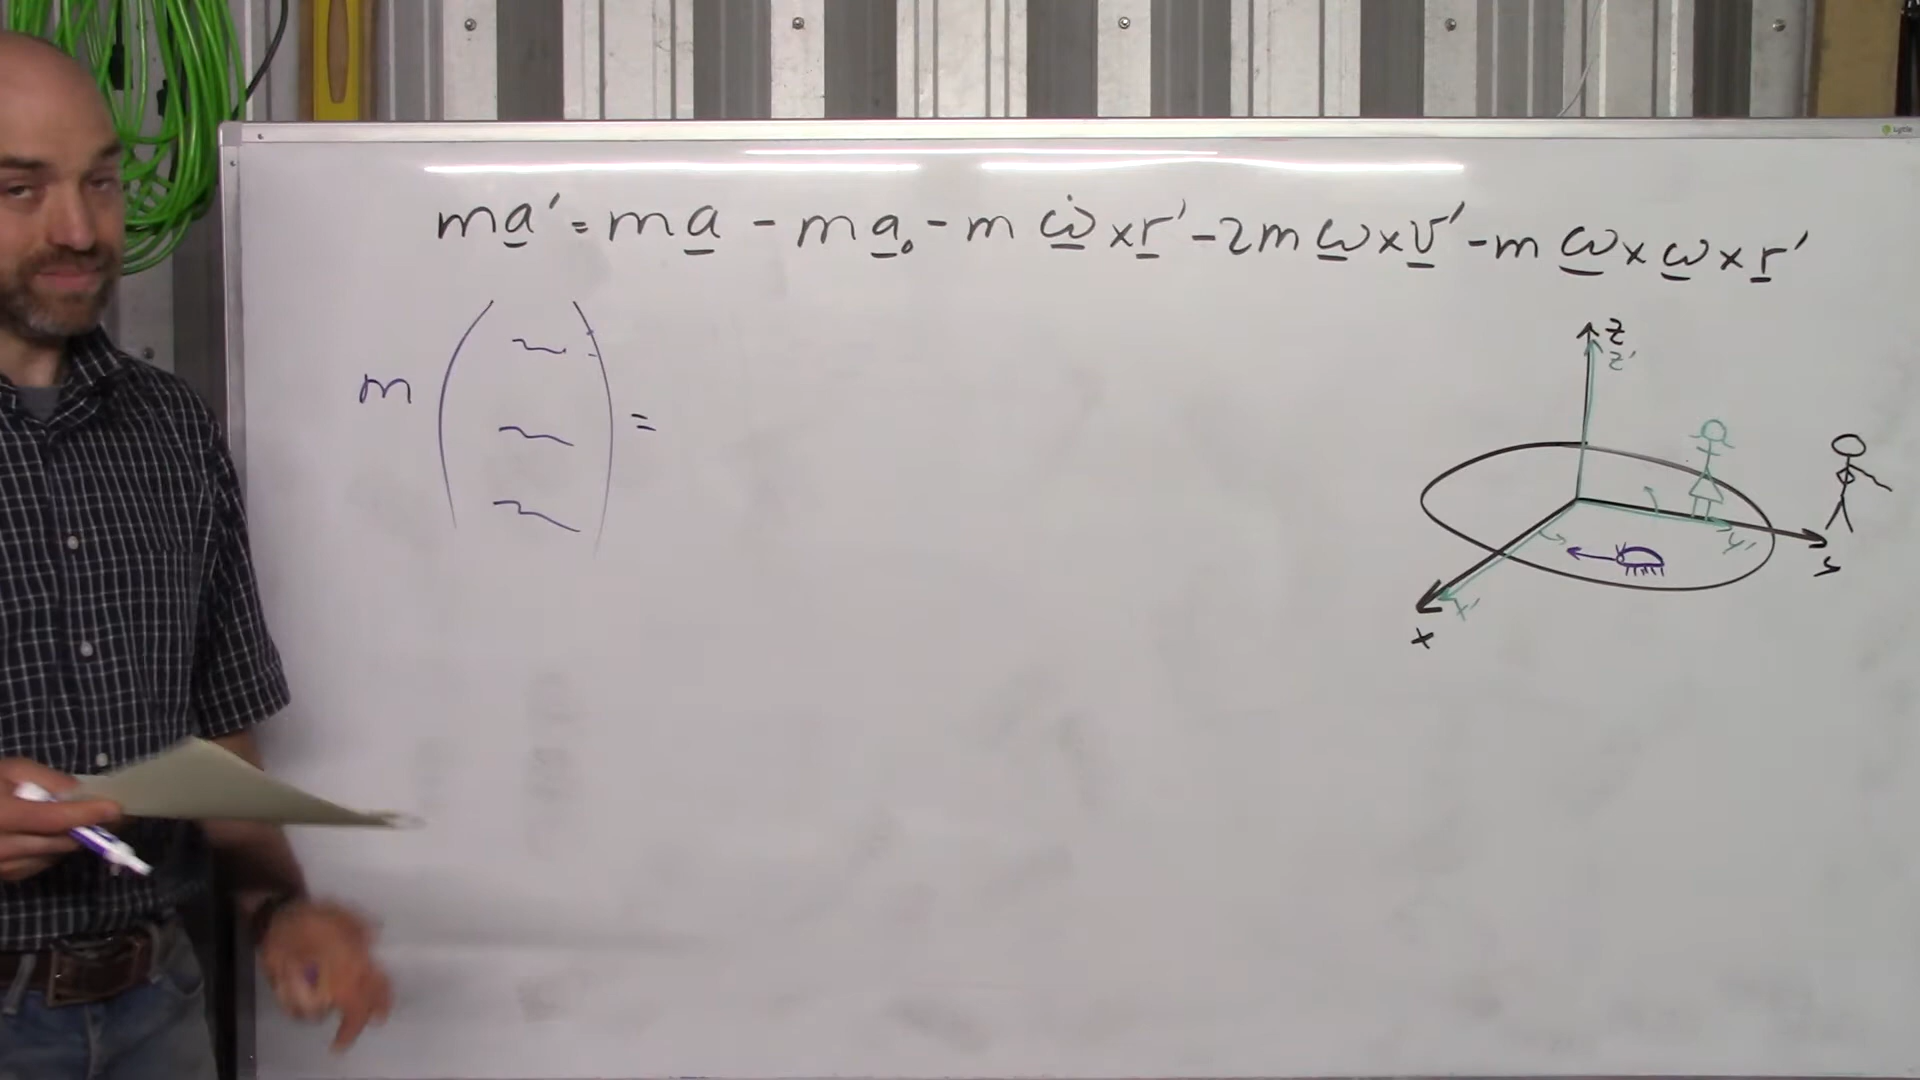 ma' = ma - ma₀ - m ω̇ × r' - 2m ω × v' - m ω × ω × r'
m ( ) =
z
z'
y'
y
x'
x